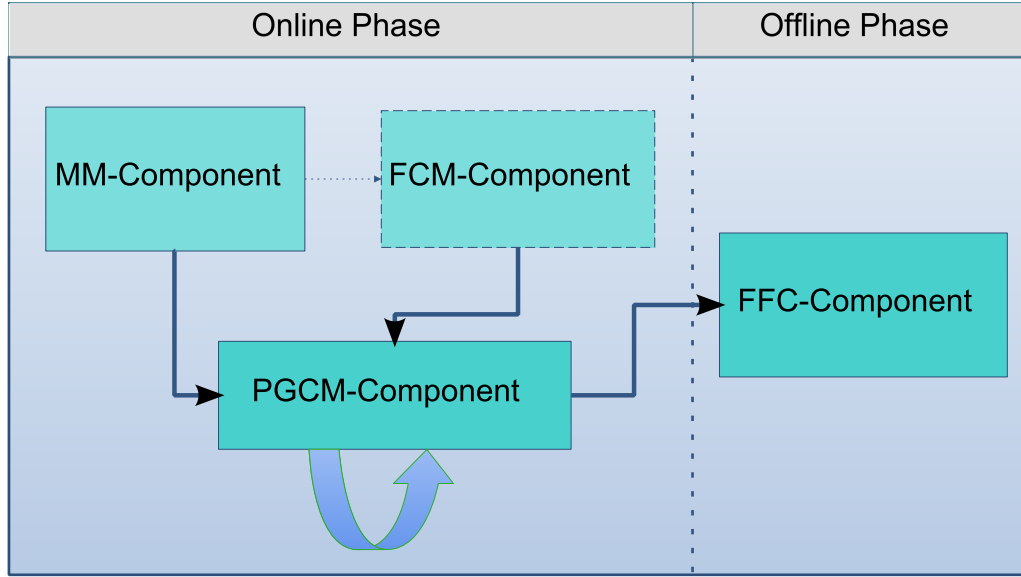 Online Phase
Offline Phase
MM-Component
FCM-Component
FFC-Component
PGCM-Component